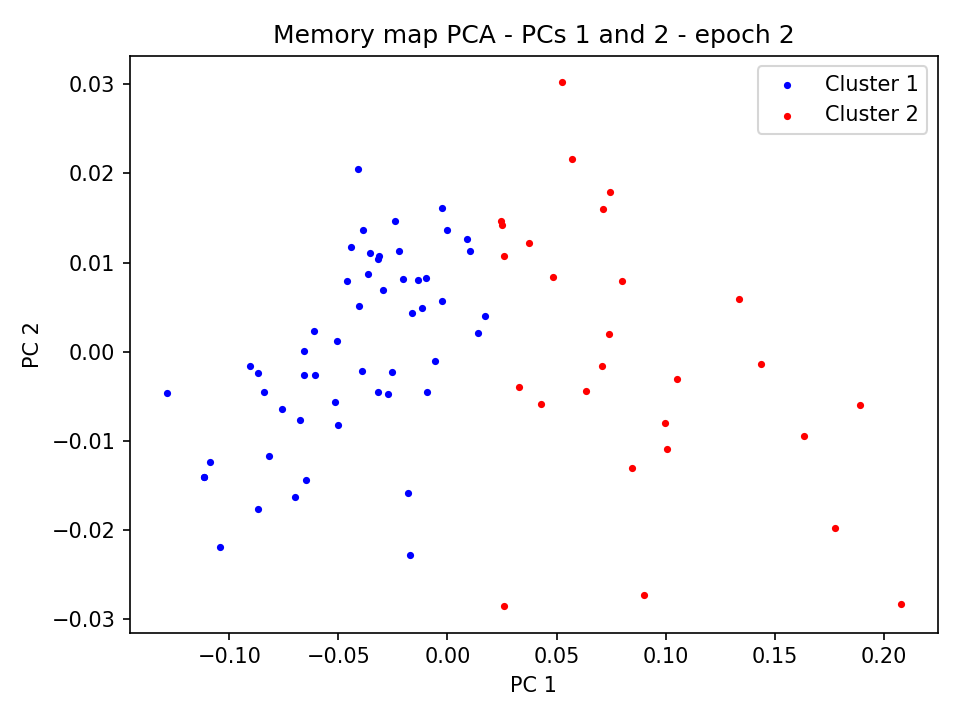 Memory map PCA - PCs 1 and 2 - epoch 2
Cluster 1
Cluster 2
PC 2
0.03
0.02
0.01
0.00
−0.01
−0.02
−0.03
−0.10 −0.05 0.00 0.05 0.10 0.15 0.20
PC 1